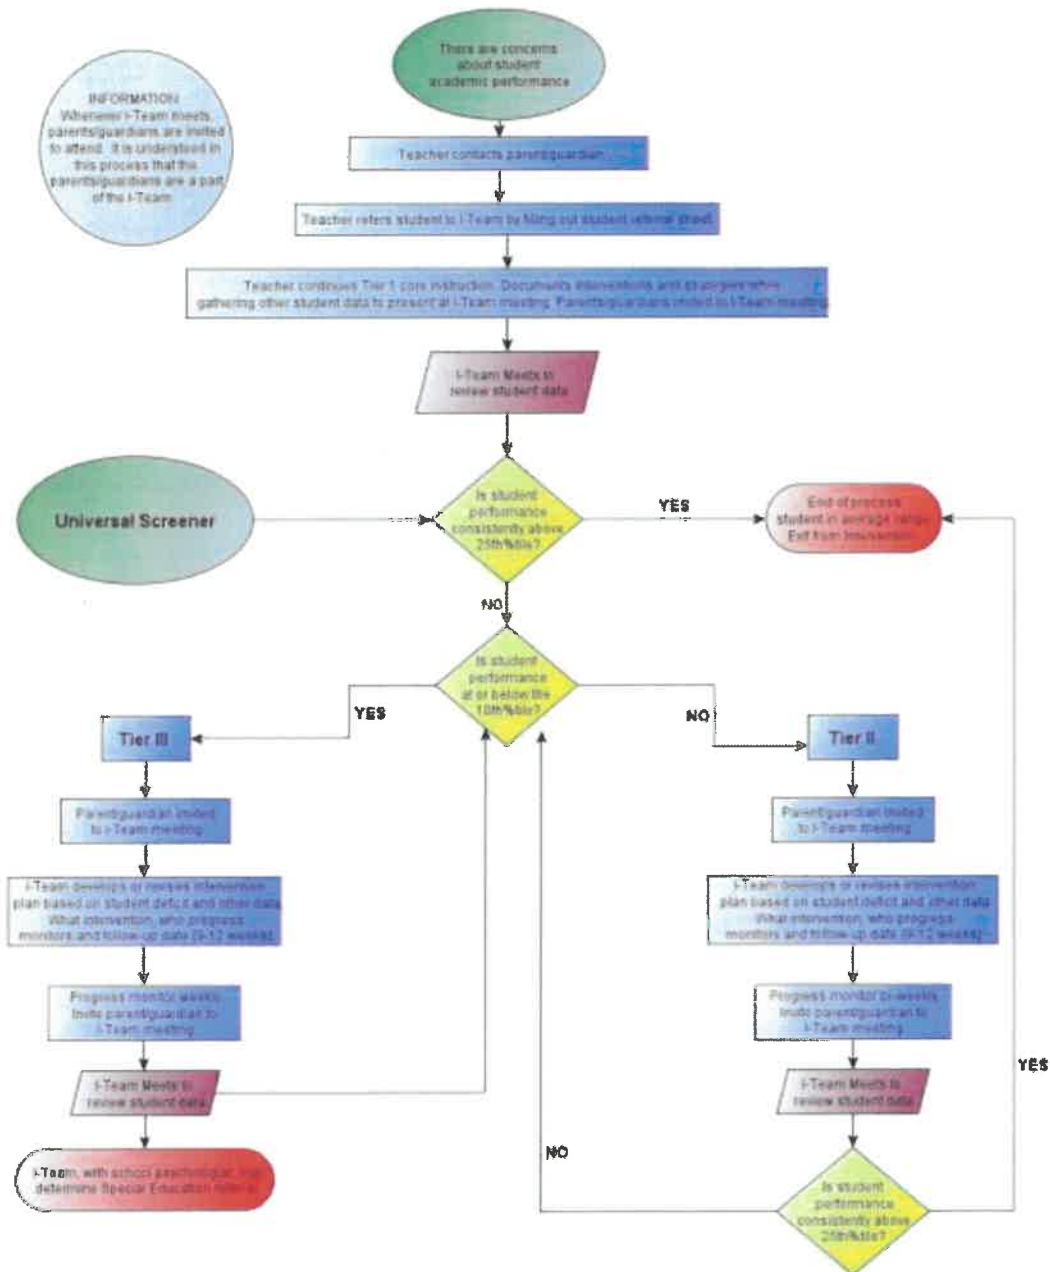 There are concerns
about student
academic performance
INFORMATION
Whenever I-Team meets,
parents/guardians are invited
to attend. It is understood in
this process that the
parents/guardians are a part
of the I-Team
Teacher contacts parent/guardian
Teacher refers student to I-Team by filling out student referral sheet
Teacher continues Tier 1 core instruction. Documents interventions and strategies while
gathering other student data to present at I-Team meeting. Parents/guardians invited to I-Team meeting
I-Team Meets to
review student data
Universal Screener
Is student
performance
consistently above
25th%tile?
YES
End of process
student in average range
Exit from Intervention
NO
Is student
performance
at or below the
10th%tile?
YES
NO
Tier III
Parent/guardian invited
to I-Team meeting
I-Team develops or revises intervention
plan based on student deficit and other data
What intervention, who progress
monitors and follow-up date (9-12 weeks)
Progress monitor weekly
Invite parent/guardian to
I-Team meeting
I-Team Meets to
review student data
I-Team, with school psychologist,
determine Special Education referral
Tier II
Parent/guardian invited
to I-Team meeting
I-Team develops or revises intervention
plan based on student deficit and other data
What intervention, who progress
monitors and follow-up date (9-12 weeks)
Progress monitor bi-weekly
Invite parent/guardian to
I-Team meeting
I-Team Meets to
review student data
NO
Is student
performance
consistently above
25th%tile?
YES